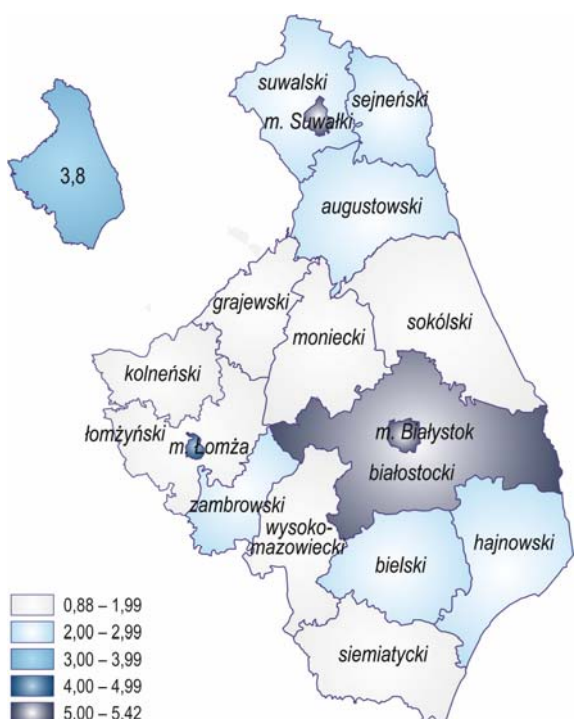 suwalski
sejneński
m. Suwałki
3,8
augustowski
grajewski
moniecki
sokólski
kolneński
łomżyński
m. Łomża
m. Białystok
białostocki
zambrowski
wysoko-
mazowiecki
bielski
hajnowski
siemiatycki
0,88 – 1,99
2,00 – 2,99
3,00 – 3,99
4,00 – 4,99
5,00 – 5,42